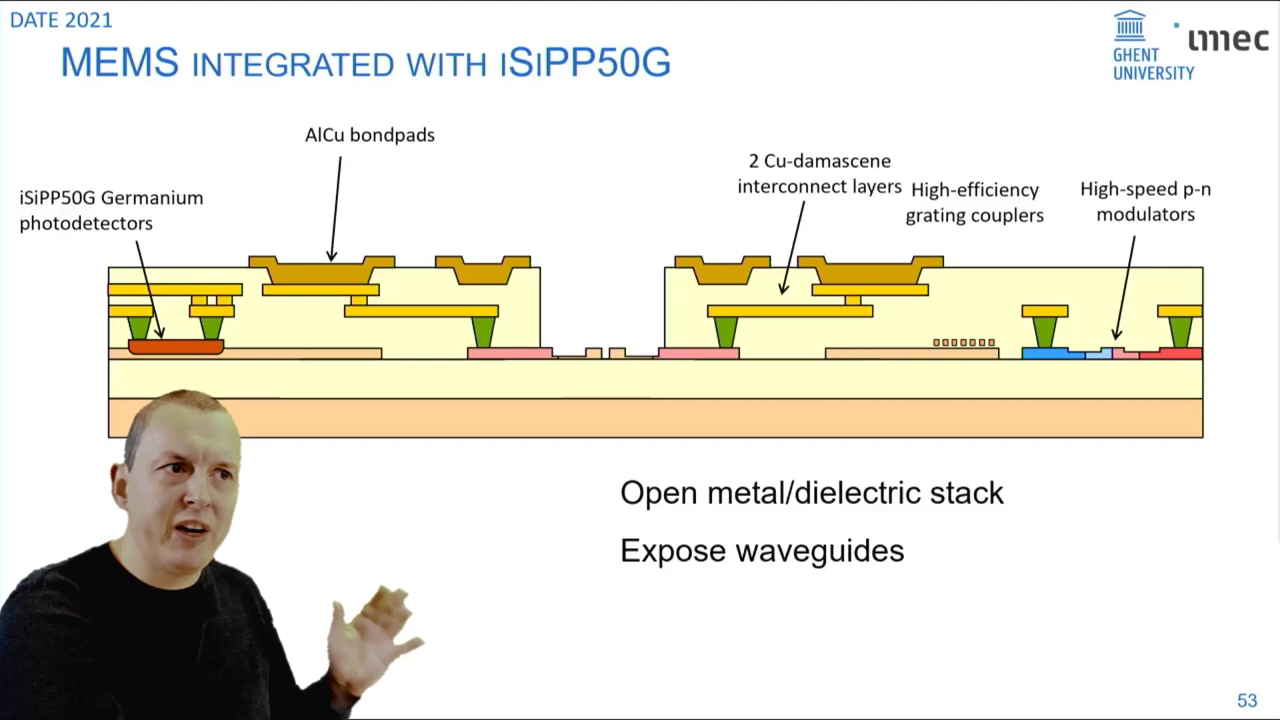 DATE 2021
MEMS INTEGRATED WITH ISIPP50G
GHENT
UNIVERSITY
imec
AlCu bondpads
iSiPP50G Germanium
photodetectors
2 Cu-damascene
interconnect layers
High-efficiency
grating couplers
High-speed p-n
modulators
Open metal/dielectric stack
Expose waveguides
53